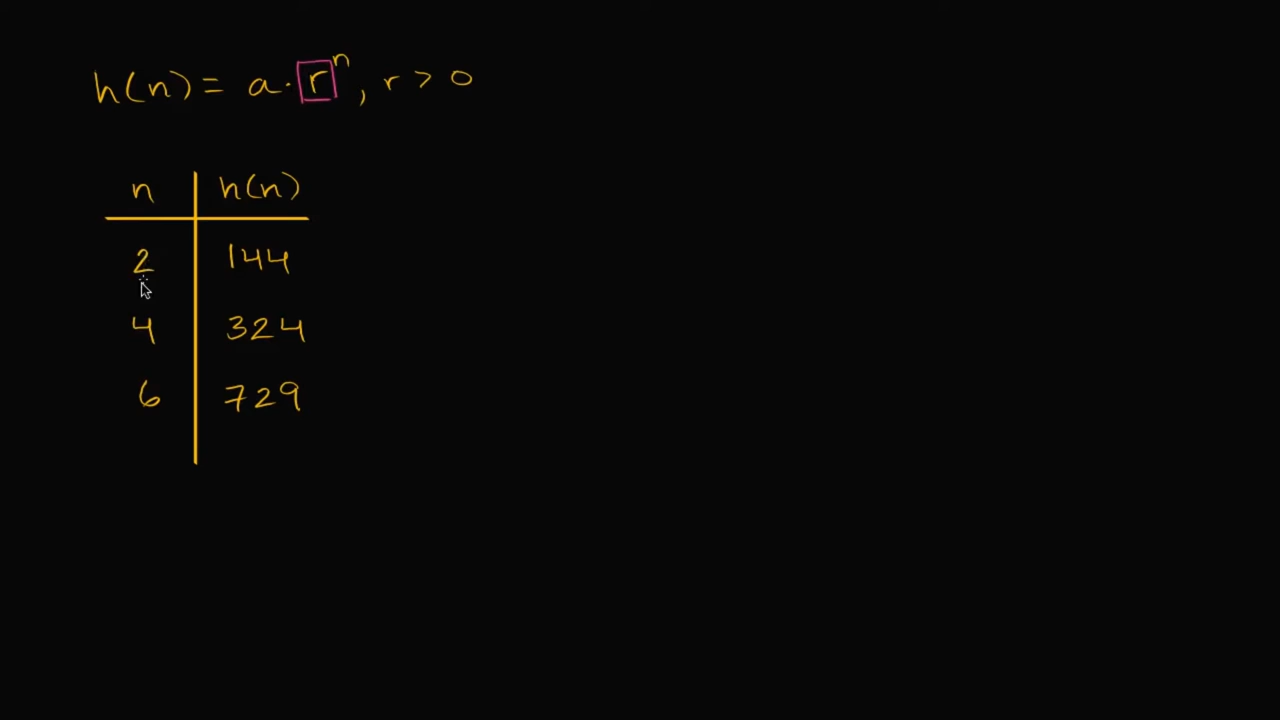 h(n) = a · r^n, r > 0
n h(n)
2 144
4 324
6 729